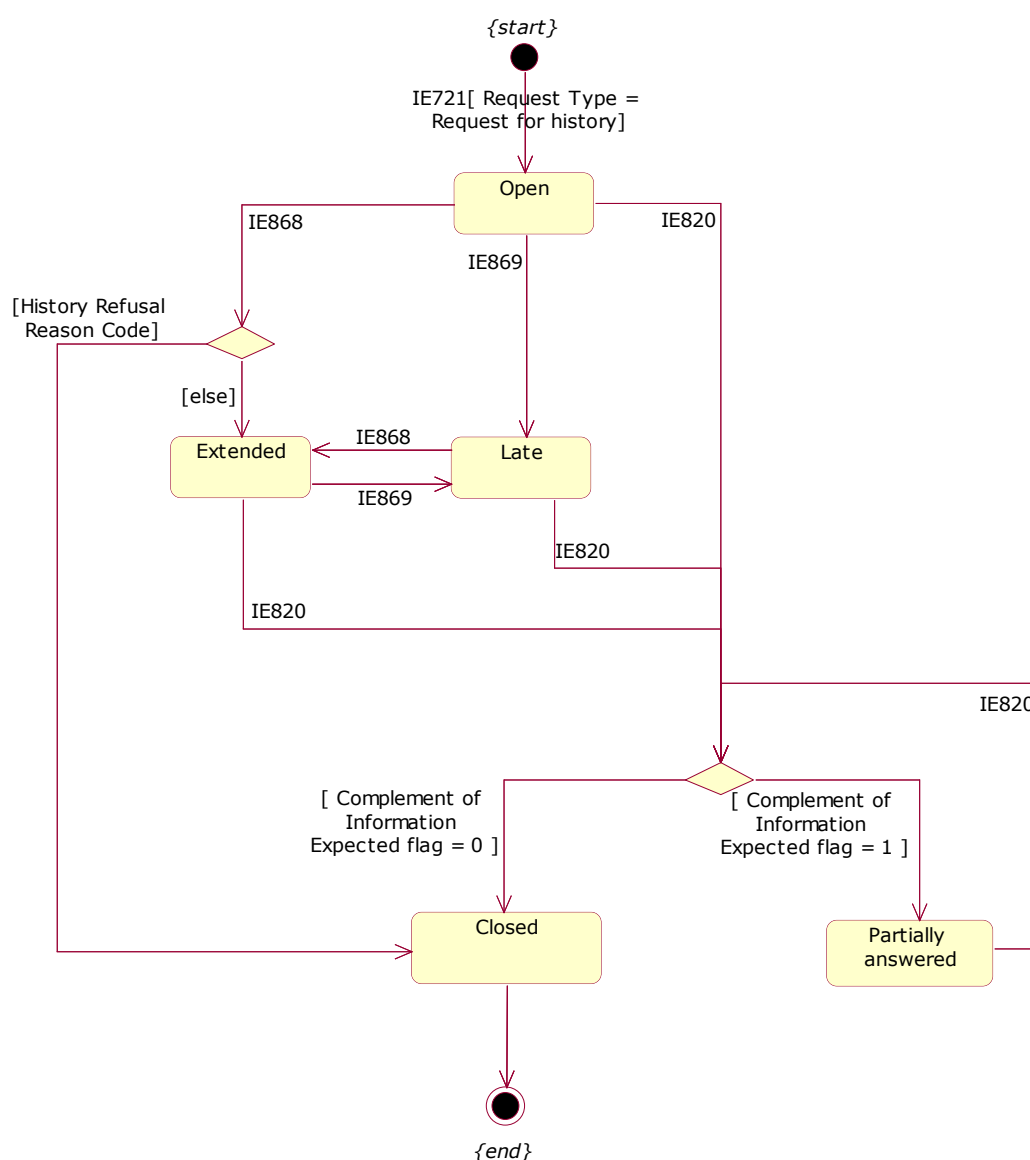 {start}
IE721[ Request Type =
Request for history]
Open
IE868
IE820
IE869
[History Refusal
Reason Code]
[else]
Extended
IE868
Late
IE869
IE820
IE820
IE820
[ Complement of
Information
Expected flag = 0 ]
[ Complement of
Information
Expected flag = 1 ]
Closed
Partially
answered
{end}